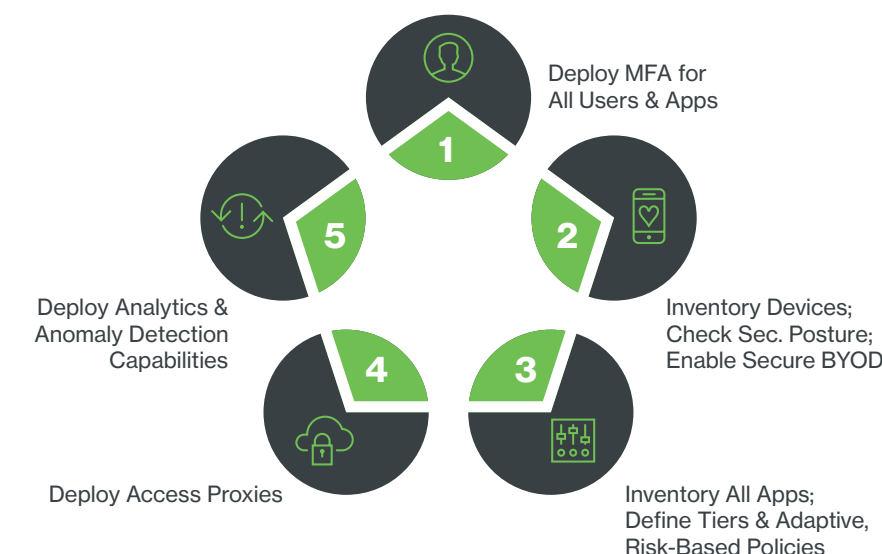 1
Deploy MFA for
All Users & Apps
2
Inventory Devices;
Check Sec. Posture;
Enable Secure BYOD
3
Inventory All Apps;
Define Tiers & Adaptive,
Risk-Based Policies
4
Deploy Access Proxies
5
Deploy Analytics &
Anomaly Detection
Capabilities